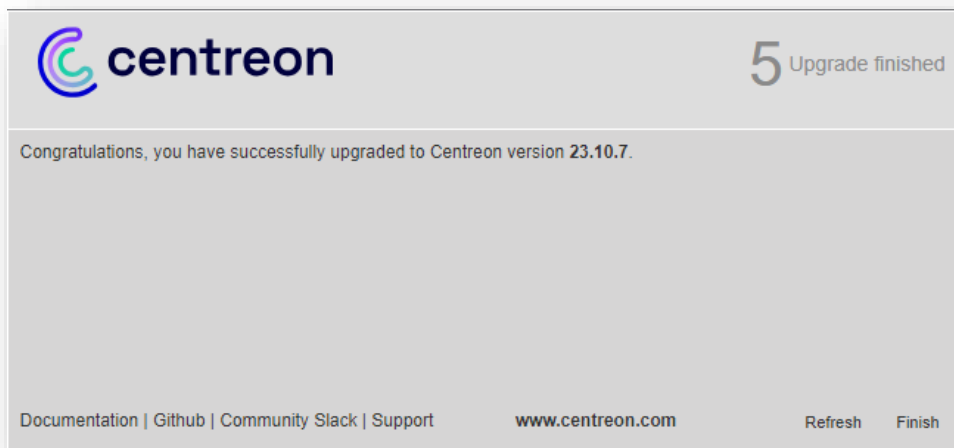 centreon
5 Upgrade finished
Congratulations, you have successfully upgraded to Centreon version 23.10.7.
Documentation | Github | Community Slack | Support www.centreon.com Refresh Finish